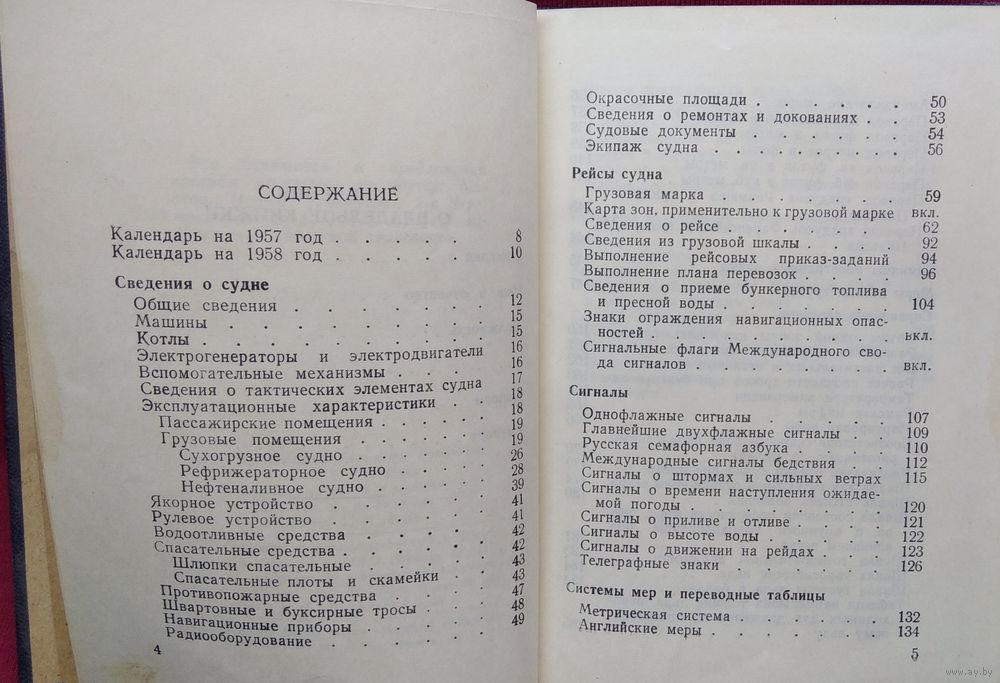 СОДЕРЖАНИЕ
Календарь на 1957 год . . . . . 8
Календарь на 1958 год . . . . . 10
Сведения о судне
Общие сведения . . . . . . 12
Машины . . . . . . . . 15
Котлы . . . . . . . . 15
Электрогенераторы и электродвигатели 16
Вспомогательные механизмы . . . 16
Сведения о тактических элементах судна 17
Эксплуатационные характеристики . . 18
Пассажирские помещения . . . . 18
Грузовые помещения . . . . . 19
Сухогрузное судно . . . . . 19
Рефрижераторное судно . . . . 26
Нефтеналивное судно . . . . 28
Якорное устройство . . . . . 39
Рулевое устройство . . . . . 41
Водоотливные средства . . . . 41
Спасательные средства . . . . . 42
Шлюпки спасательные . . . . 42
Спасательные плоты и скамейки . . 43
Противопожарные средства . . . . 43
Швартовные и буксирные тросы . . . 47
Навигационные приборы . . . . 48
Радиооборудование . . . . . 49
4
Окрасочные площади . . . . . . 50
Сведения о ремонтах и докованиях . . 53
Судовые документы . . . . . . 54
Экипаж судна . . . . . . . . 56
Рейсы судна
Грузовая марка . . . . . . . 59
Карта зон, применительно к грузовой марке вкл.
Сведения о рейсе . . . . . . . 62
Сведения из грузовой шкалы . . . . 92
Выполнение рейсовых приказ-заданий 94
Выполнение плана перевозок . . . . 96
Сведения о приеме бункерного топлива
и пресной воды . . . . . . . 104
Знаки ограждения навигационных опас-
ностей . . . . . . . . . вкл.
Сигнальные флаги Международного сво-
да сигналов . . . . . . . . вкл.
Сигналы
Однофлажные сигналы . . . . . 107
Главнейшие двухфлажные сигналы . . 109
Русская семафорная азбука . . . . 110
Международные сигналы бедствия . . 112
Сигналы о штормах и сильных ветрах 115
Сигналы о времени наступления ожидае-
мой погоды . . . . . . . . 120
Сигналы о приливе и отливе . . . . 121
Сигналы о высоте воды . . . . . 122
Сигналы о движении на рейдах . . . 123
Телеграфные знаки . . . . . . 126
Системы мер и переводные таблицы
Метрическая система . . . . . . 132
Английские меры . . . . . . . 134
5
www.ay.by